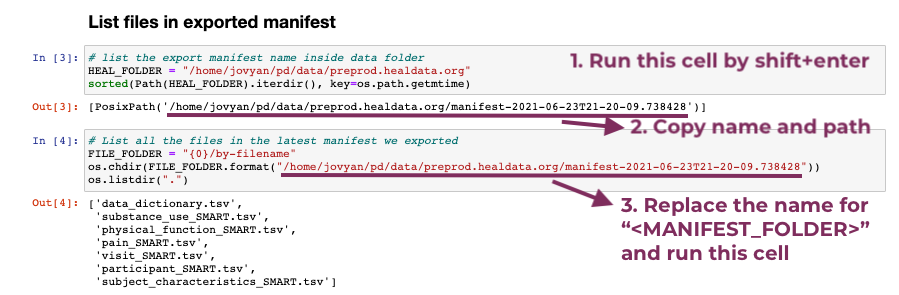 List files in exported manifest
In [3]:
# list the export manifest name inside data folder
HEAL_FOLDER = "/home/jovyan/pd/data/preprod.healdata.org"
sorted(Path(HEAL_FOLDER).iterdir(), key=os.path.getmtime)
1. Run this cell by shift+enter
Out[3]: [PosixPath('/home/jovyan/pd/data/preprod.healdata.org/manifest-2021-06-23T21-20-09.738428')]
2. Copy name and path
In [4]:
# List all the files in the latest manifest we exported
FILE_FOLDER = "{0}/by-filename"
os.chdir(FILE_FOLDER.format("/home/jovyan/pd/data/preprod.healdata.org/manifest-2021-06-23T21-20-09.738428"))
os.listdir(".")
3. Replace the name for
“<MANIFEST_FOLDER>”
and run this cell
Out[4]: ['data_dictionary.tsv',
'substance_use_SMART.tsv',
'physical_function_SMART.tsv',
'pain_SMART.tsv',
'visit_SMART.tsv',
'participant_SMART.tsv',
'subject_characteristics_SMART.tsv']